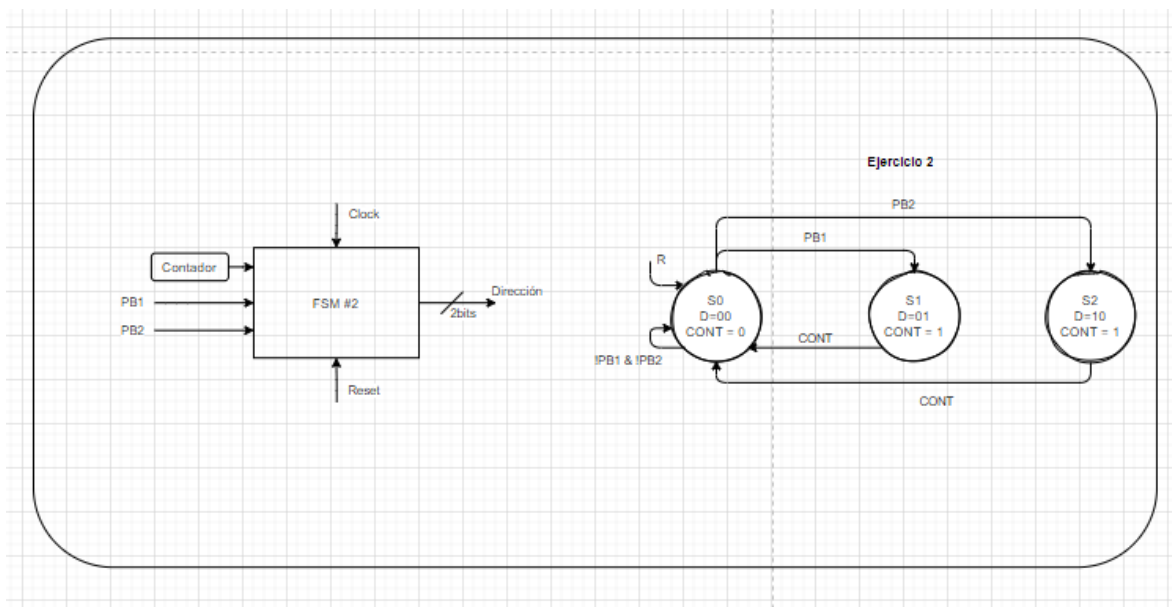 Ejercicio 2
Clock
Contador
PB1
PB2
FSM #2
Dirección
2bits
Reset
PB2
PB1
R
S0
D=00
CONT = 0
!PB1 & !PB2
S1
D=01
CONT = 1
CONT
S2
D=10
CONT = 1
CONT